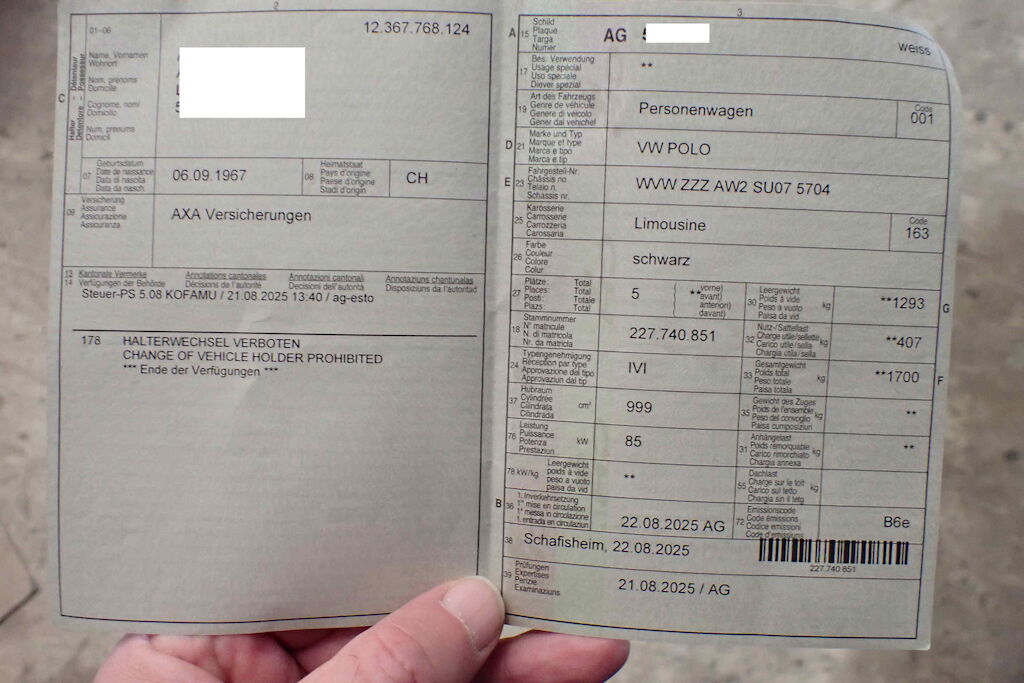 2
01-06
12.367.768.124
C
Halter - Détenteur
Detentore - Possessur
Name, Vornamen
Wohnort
Nom, prénoms
Domicile
Cognome, nomi
Domicilio
Num, prenums
Domicil
07
Geburtsdatum
Date de naissance
Data di nascita
Data da nasch.
06.09.1967
08
Heimatstaat
Pays d'origine
Paese d'origine
Stadi d'origin
CH
09
Versicherung
Assurance
Assicurazione
Assicuranza
AXA Versicherungen
13
14
Kantonale Vermerke
Verfügungen der Behörde
Annotations cantonales
Décisions de l'autorité
Annotazioni cantonali
Decisioni dell'autorità
Annotaziuns chantunalas
Disposiziuns da l'autoritad
Steuer-PS 5.08 KOFAMU / 21.08.2025 13:40 / ag-esto
178 HALTERWECHSEL VERBOTEN
CHANGE OF VEHICLE HOLDER PROHIBITED
*** Ende der Verfügungen ***
3
A
15
Schild
Plaque
Targa
Numer
AG
weiss
17
Bes. Verwendung
Usage spécial
Uso speciale
Diever spezial
**
19
Art des Fahrzeugs
Genre de véhicule
Genere di veicolo
Gener dal vehichel
Personenwagen
Code
001
D
21
Marke und Typ
Marque et type
Marca e tipo
Marca e tip
VW POLO
E
23
Fahrgestell-Nr.
Châssis no
Telaio n.
Schassis nr.
WVW ZZZ AW2 SU07 5704
25
Karosserie
Carrosserie
Carrozzeria
Carossaria
Limousine
Code
163
26
Farbe
Couleur
Colore
Colur
schwarz
27
Plätze: Total
Places: Total
Posti: Totale
Plazs: Total
5
**
vorne)
avant)
anteriori)
davant)
30
Leergewicht
Poids à vide
Peso a vuoto
Paisa da vid
kg
**1293
G
18
Stammnummer
N° matricule
N. di matricola
Nr. da matricla
227.740.851
32
Nutz-/Sattellast
Charge utile/sellette
Carico utile/sella
Chargia util/sella
kg
**407
24
Typengenehmigung
Réception par type
Approvazione del tipo
Approvaziun dal tip
IVI
33
Gesamtgewicht
Poids total
Peso totale
Paisa totala
kg
**1700
F
37
Hubraum
Cylindrée
Cilindrata
Cilindrada
cm³
999
35
Gewicht des Zuges
Poids de l'ensemble
Peso del convoglio
Paisa cumposiziun
kg
**
76
Leistung
Puissance
Potenza
Prestaziun
kW
85
31
Anhängelast
Poids remorquable
Carico rimorchiato
Chargia annexa
kg
**
78 kW/kg
Leergewicht
poids à vuoto
peso a vuoto
paisa da vid
**
55
Dachlast
Charge sur le toit
Carico sul tetto
Chargia sin il tetg
kg
B
36
1. Inverkehrsetzung
1re mise en circulation
1a messa in circolazione
1. entrada en circulaziun
22.08.2025 AG
72
Emissionscode
Code émissions
Codice emissioni
Code d'emissiuns
B6e
38
Schafisheim, 22.08.2025
227.740.851
39
Prüfungen
Expertises
Perizie
Examinaziuns
21.08.2025 / AG